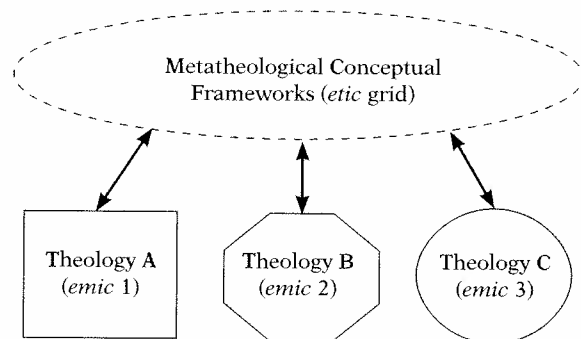 Metatheological Conceptual
Frameworks (etic grid)
Theology A
(emic 1)
Theology B
(emic 2)
Theology C
(emic 3)